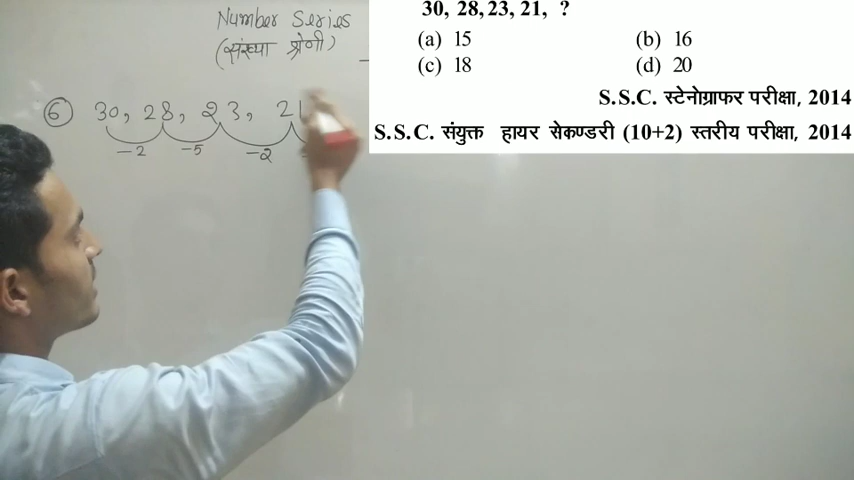 Number Series
(संख्या श्रेणी)
30, 28, 23, 21, ?
(a) 15 (b) 16
(c) 18 (d) 20
S.S.C. स्टेनोग्राफर परीक्षा, 2014
S.S.C. संयुक्त हायर सेकण्डरी (10+2) स्तरीय परीक्षा, 2014
6 30, 28, 23, 21
-2 -5 -2